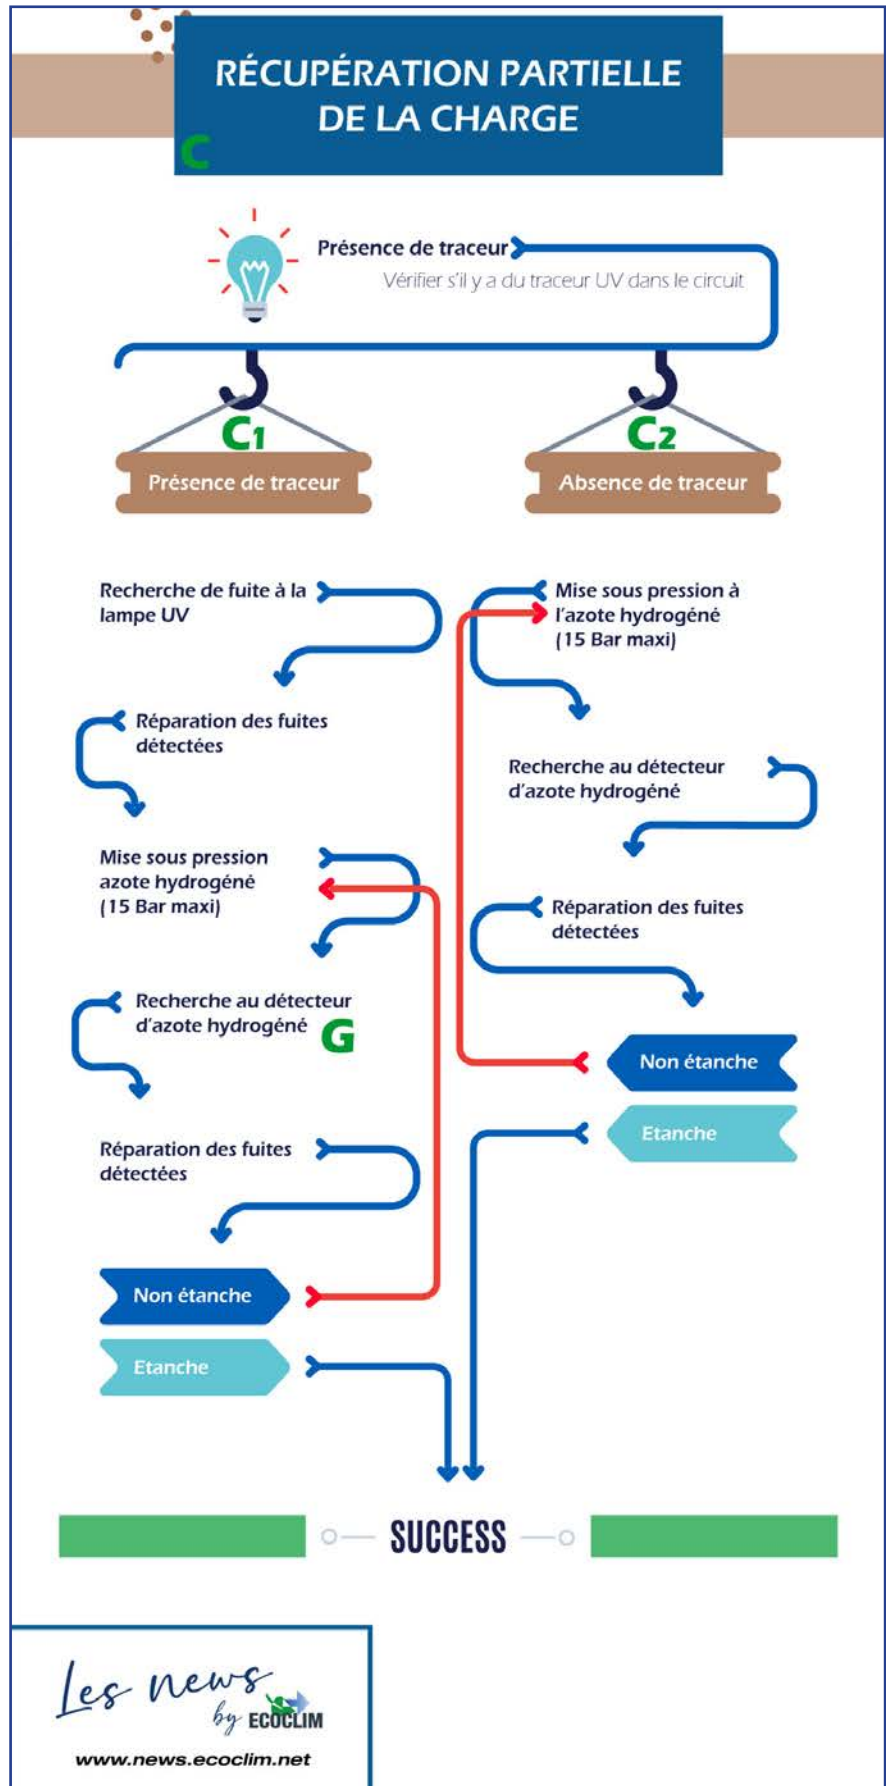 RÉCUPÉRATION PARTIELLE
DE LA CHARGE
C
Présence de traceur
Vérifier s'il y a du traceur UV dans le circuit
C1
Présence de traceur
C2
Absence de traceur
Recherche de fuite à la
lampe UV
Réparation des fuites
détectées
Mise sous pression
azote hydrogéné
(15 Bar maxi)
Recherche au détecteur
d'azote hydrogéné
G
Réparation des fuites
détectées
Non étanche
Etanche
Mise sous pression à
l'azote hydrogéné
(15 Bar maxi)
Recherche au détecteur
d'azote hydrogéné
Réparation des fuites
détectées
Non étanche
Etanche
SUCCESS
Les news
by ECOCLIM
www.news.ecoclim.net